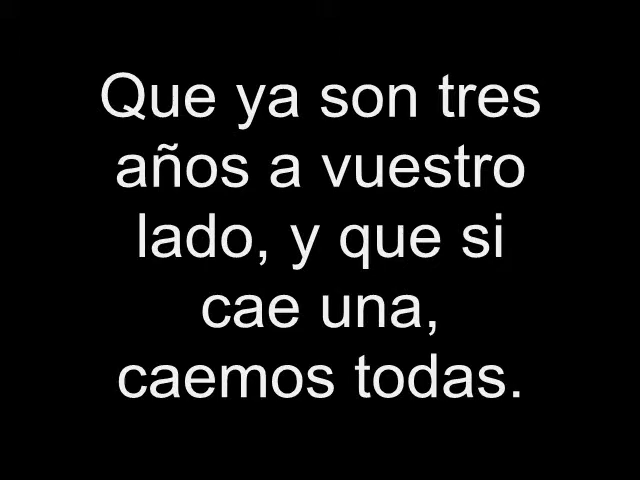 Que ya son tres
años a vuestro
lado, y que si
cae una,
caemos todas.